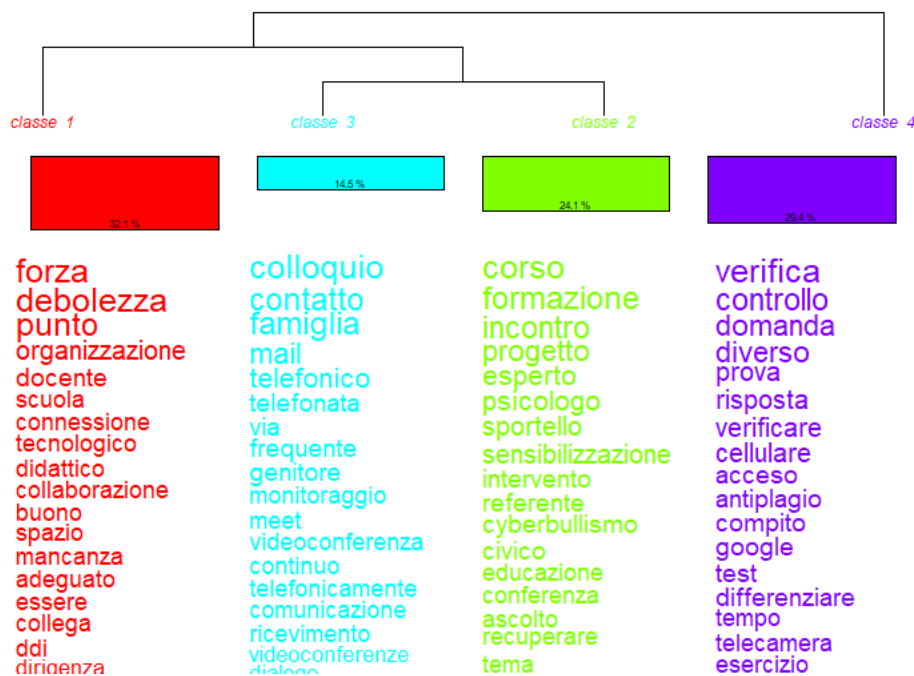 classe 1
classe 3
classe 2
classe 4
32.1 %
14.5 %
24.1 %
29.4 %
forza
debolezza
punto
organizzazione
docente
scuola
connessione
tecnologico
didattico
collaborazione
buono
spazio
mancanza
adeguato
essere
collega
ddi
dirigenza
colloquio
contatto
famiglia
mail
telefonico
telefonata
via
frequente
genitore
monitoraggio
meet
videoconferenza
continuo
telefonicamente
comunicazione
ricevimento
videoconferenze
dialogo
corso
formazione
incontro
progetto
esperto
psicologo
sportello
sensibilizzazione
intervento
referente
cyberbullismo
civico
educazione
conferenza
ascolto
recuperare
tema
verifica
controllo
domanda
diverso
prova
risposta
verificare
cellulare
acceso
antiplagio
compito
google
test
differenziare
tempo
telecamera
esercizio